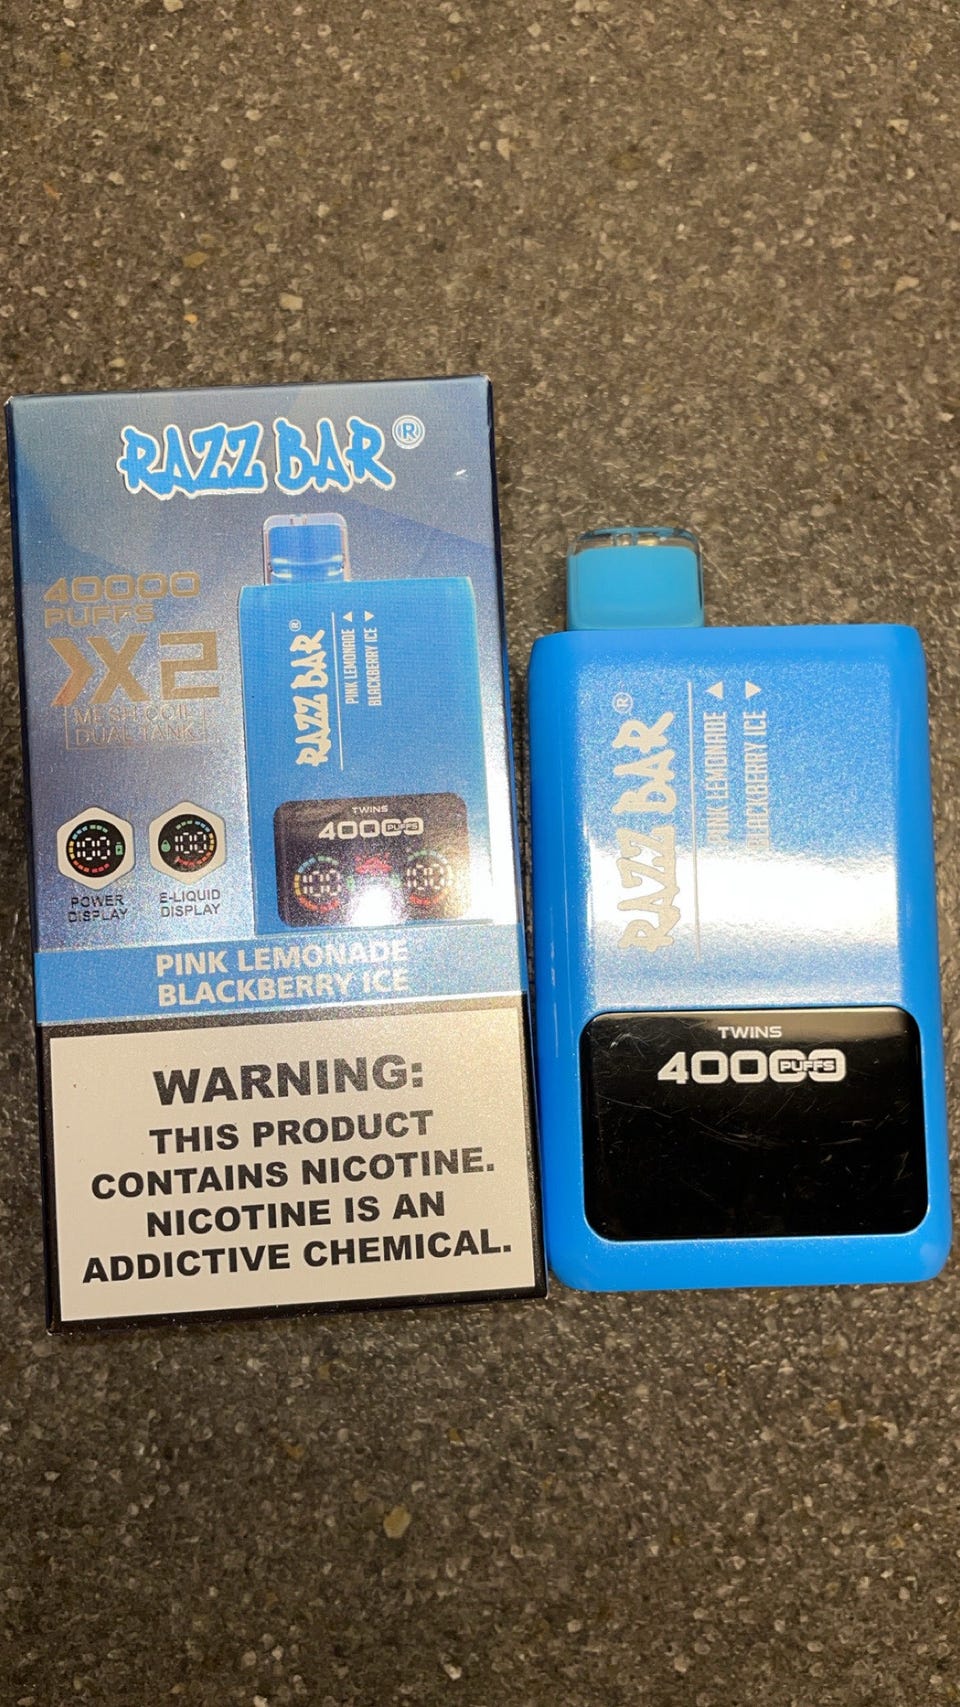 RAZZ BAR®
40000
PUFFS
X2
MESH COIL
DUAL TANK
POWER
DISPLAY
E-LIQUID
DISPLAY
RAZZ BAR®
PINK LEMONADE
BLACKBERRY ICE
TWINS
40000 PUFFS
PINK LEMONADE
BLACKBERRY ICE
WARNING:
THIS PRODUCT
CONTAINS NICOTINE.
NICOTINE IS AN
ADDICTIVE CHEMICAL.
RAZZ BAR®
PINK LEMONADE
BLACKBERRY ICE
TWINS
40000 PUFFS